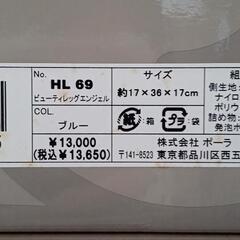 No. HL 69
ビューティレッグエンジェル
COL.
ブルー
¥13,000
(税込¥13,650)
サイズ
約17×36×17cm
紙 :箱
プラ :袋
株式会社 ポーラ
〒141-8523 東京都品川区西五
組
側生地:
ナイロ
ポリウ
詰め物:
発泡ポ
5